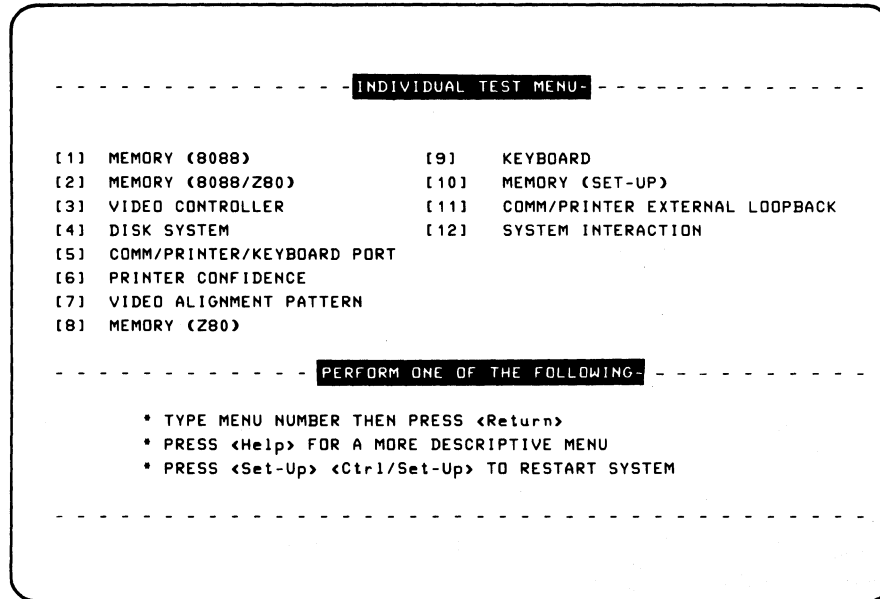 - - - - - - - - - - - - - - -INDIVIDUAL TEST MENU- - - - - - - - - - - - - - -
[1] MEMORY (8088)
[2] MEMORY (8088/Z80)
[3] VIDEO CONTROLLER
[4] DISK SYSTEM
[5] COMM/PRINTER/KEYBOARD PORT
[6] PRINTER CONFIDENCE
[7] VIDEO ALIGNMENT PATTERN
[8] MEMORY (Z80)
[9] KEYBOARD
[10] MEMORY (SET-UP)
[11] COMM/PRINTER EXTERNAL LOOPBACK
[12] SYSTEM INTERACTION
- - - - - - - - - - - - - PERFORM ONE OF THE FOLLOWING- - - - - - - - - - - -
* TYPE MENU NUMBER THEN PRESS <Return>
* PRESS <Help> FOR A MORE DESCRIPTIVE MENU
* PRESS <Set-Up> <Ctrl/Set-Up> TO RESTART SYSTEM
- - - - - - - - - - - - - - - - - - - - - - - - - - - - - - - - - - - - - - - -